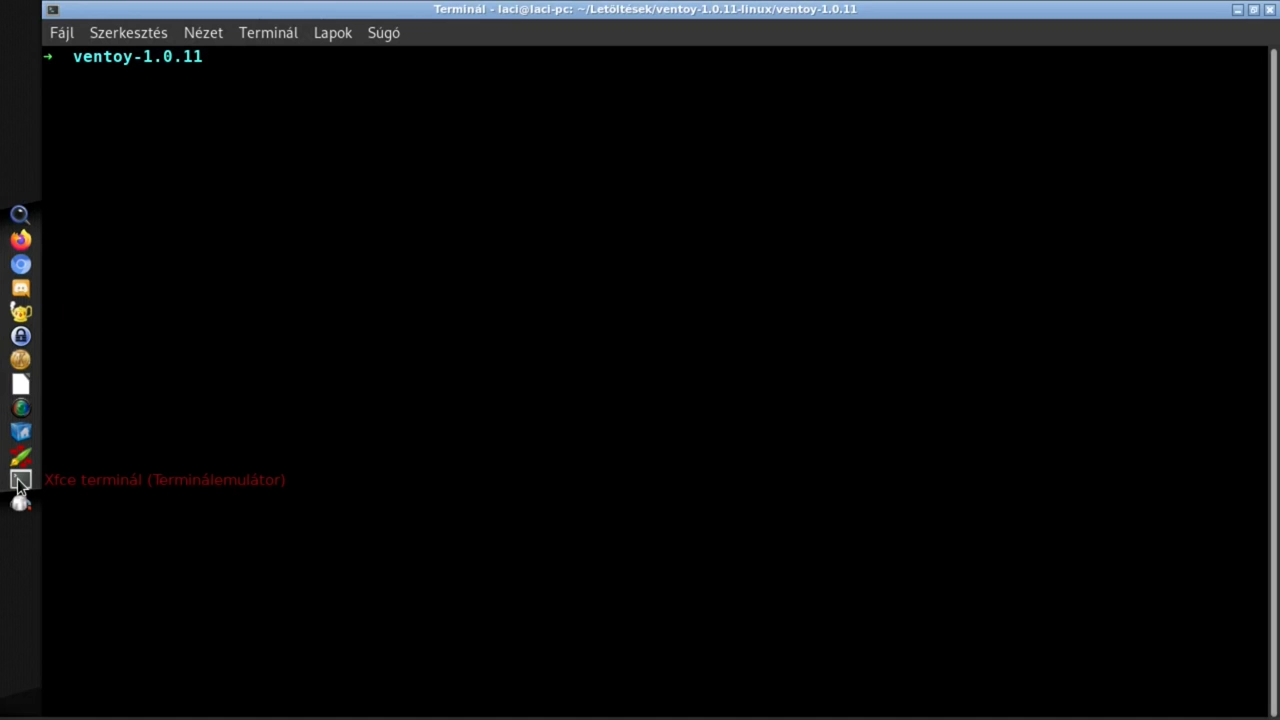 Terminál - laci@laci-pc: ~/Letöltések/ventoy-1.0.11-linux/ventoy-1.0.11
Fájl Szerkesztés Nézet Terminál Lapok Súgó
➜ ventoy-1.0.11
Xfce terminál (Terminálemulátor)